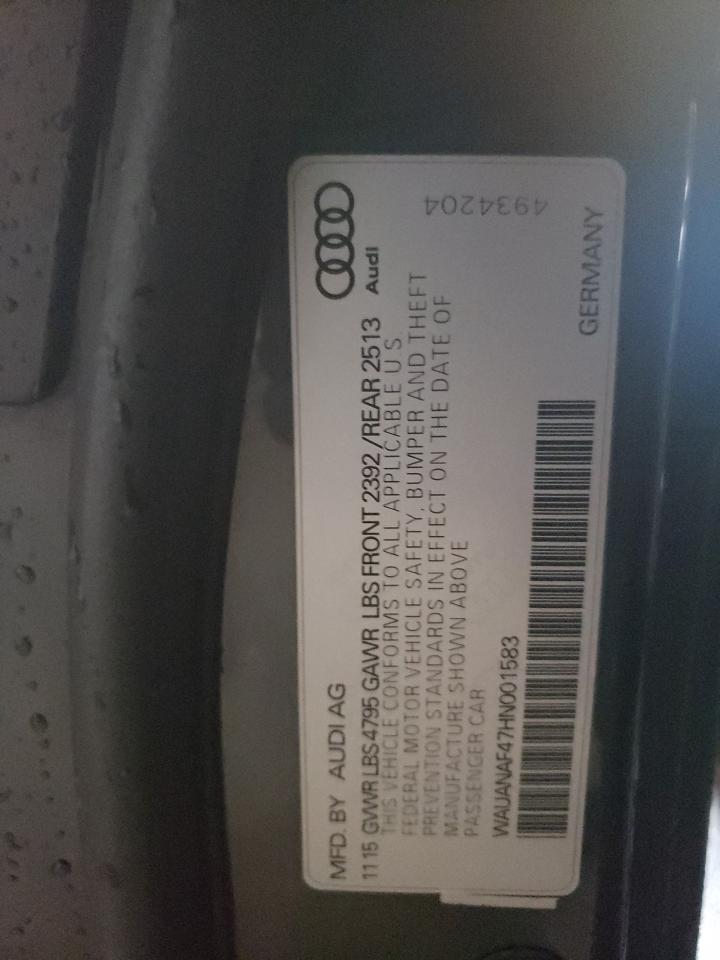 MFD. BY AUDI AG
11 15 GVWR LBS 4795 GAWR LBS FRONT 2392 /REAR 2513
Audi
THIS VEHICLE CONFORMS TO ALL APPLICABLE U.S.
FEDERAL MOTOR VEHICLE SAFETY, BUMPER AND THEFT
PREVENTION STANDARDS IN EFFECT ON THE DATE OF
MANUFACTURE SHOWN ABOVE
PASSENGER CAR
4934204
WAUANAF47HN001583
GERMANY